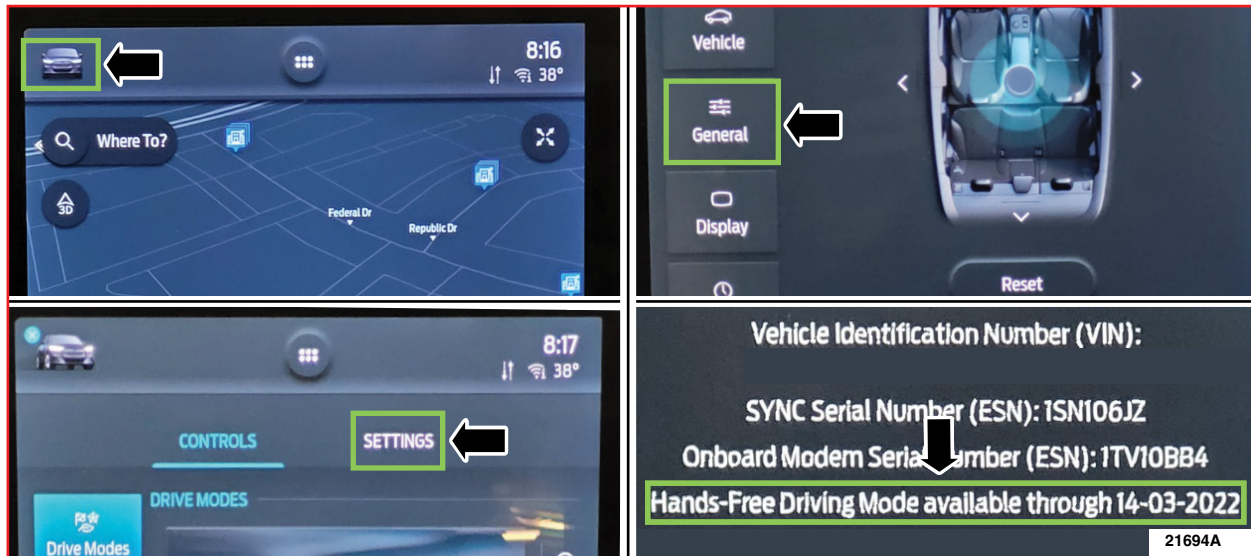 8:16
38°
Where To?
3D
Federal Dr
Republic Dr
Vehicle
General
Display
Reset
8:17
38°
CONTROLS
SETTINGS
DRIVE MODES
Drive Modes
Vehicle Identification Number (VIN):
SYNC Serial Number (ESN): 1SN106JZ
Onboard Modem Serial Number (ESN): 1TV10BB4
Hands-Free Driving Mode available through 14-03-2022
21694A